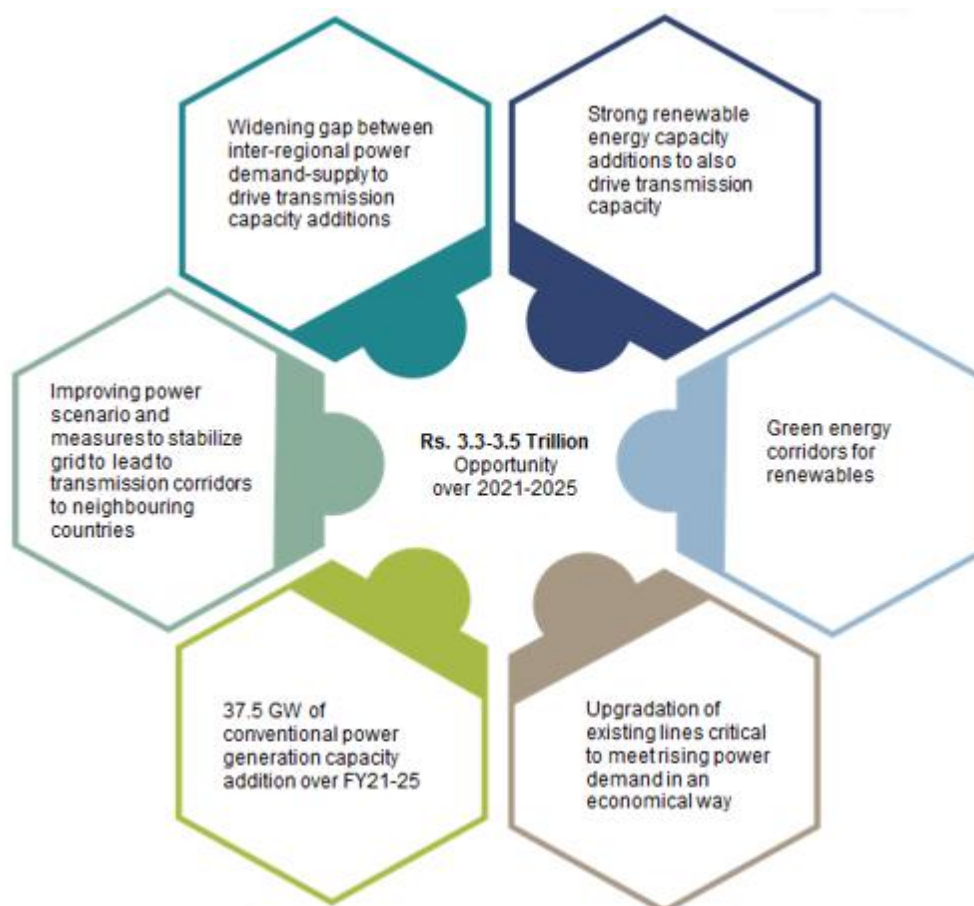 Widening gap between
inter-regional power
demand-supply to
drive transmission
capacity additions
Strong renewable
energy capacity
additions to also
drive transmission
capacity
Improving power
scenario and
measures to stabilize
grid to lead to
transmission corridors
to neighbouring
countries
Rs. 3.3-3.5 Trillion
Opportunity
over 2021-2025
Green energy
corridors for
renewables
37.5 GW of
conventional power
generation capacity
addition over FY21-25
Upgradation of
existing lines critical
to meet rising power
demand in an
economical way